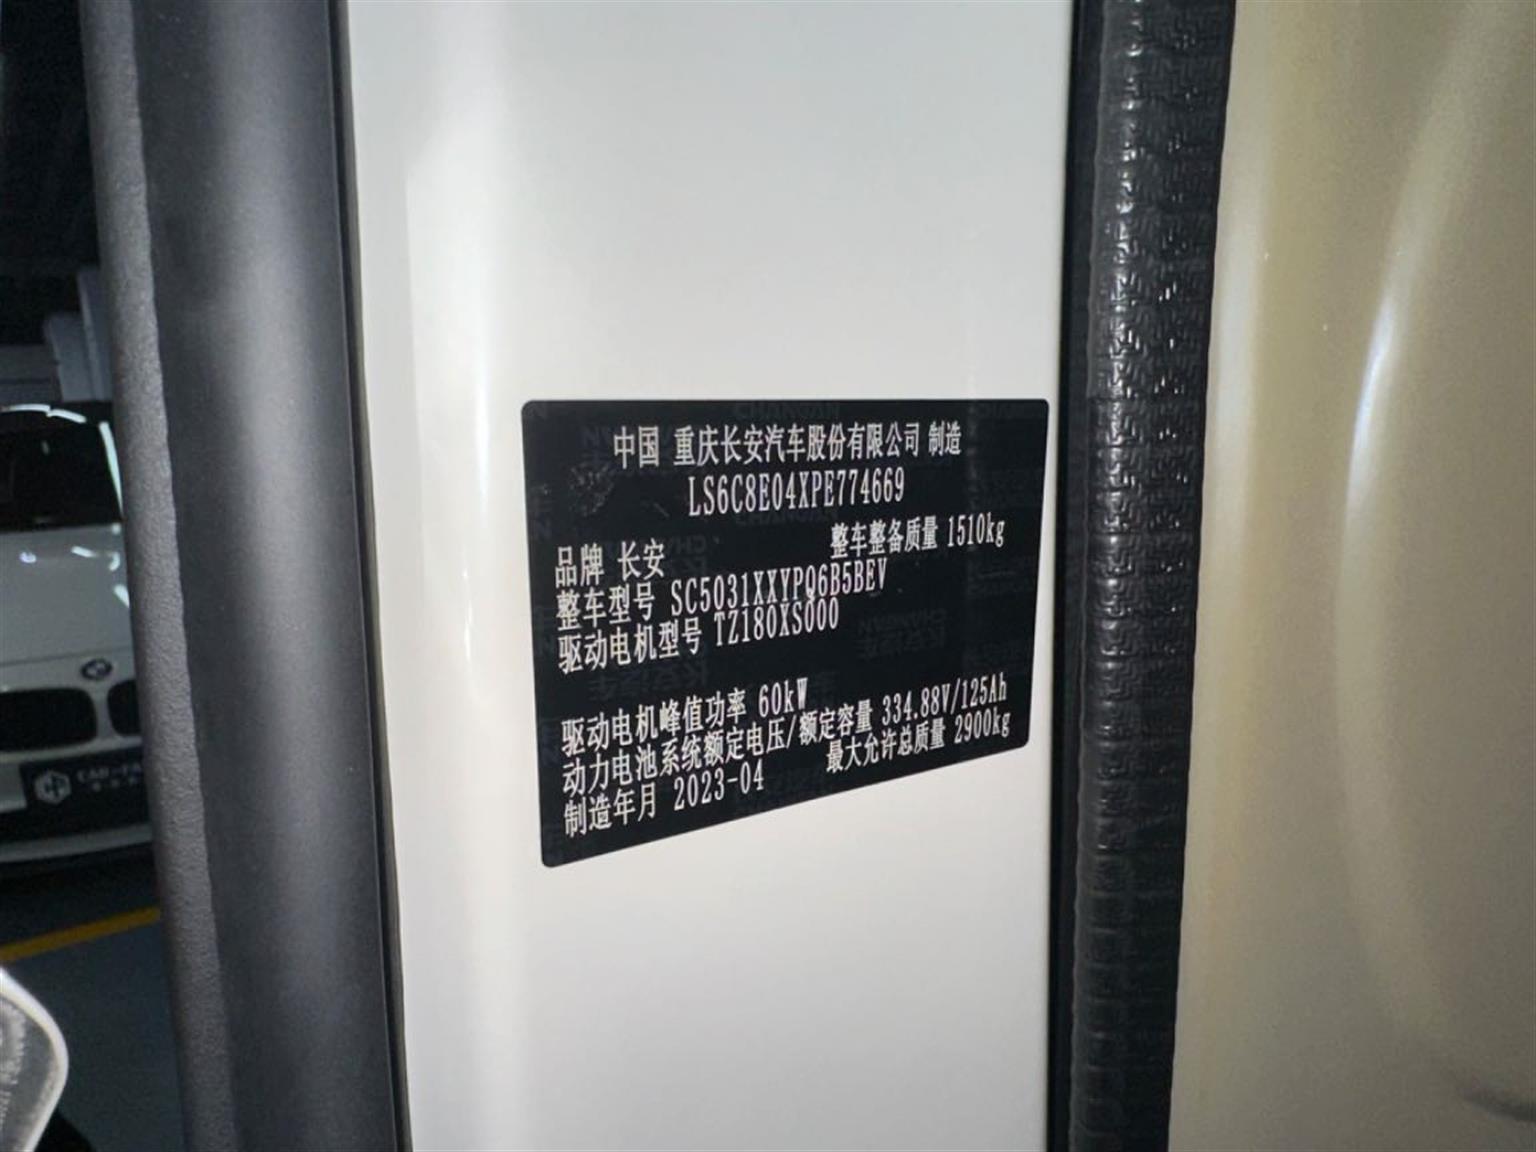 中国 重庆长安汽车股份有限公司 制造
LS6C8E04XPE774669
整车整备质量 1510kg
品牌 长安
整车型号 SC5031XXYPQ6B5BEV
驱动电机型号 TZ180XS000
驱动电机峰值功率 60kW
动力电池系统额定电压/额定容量 334.88V/125Ah
制造年月 2023-04
最大允许总质量 2900kg